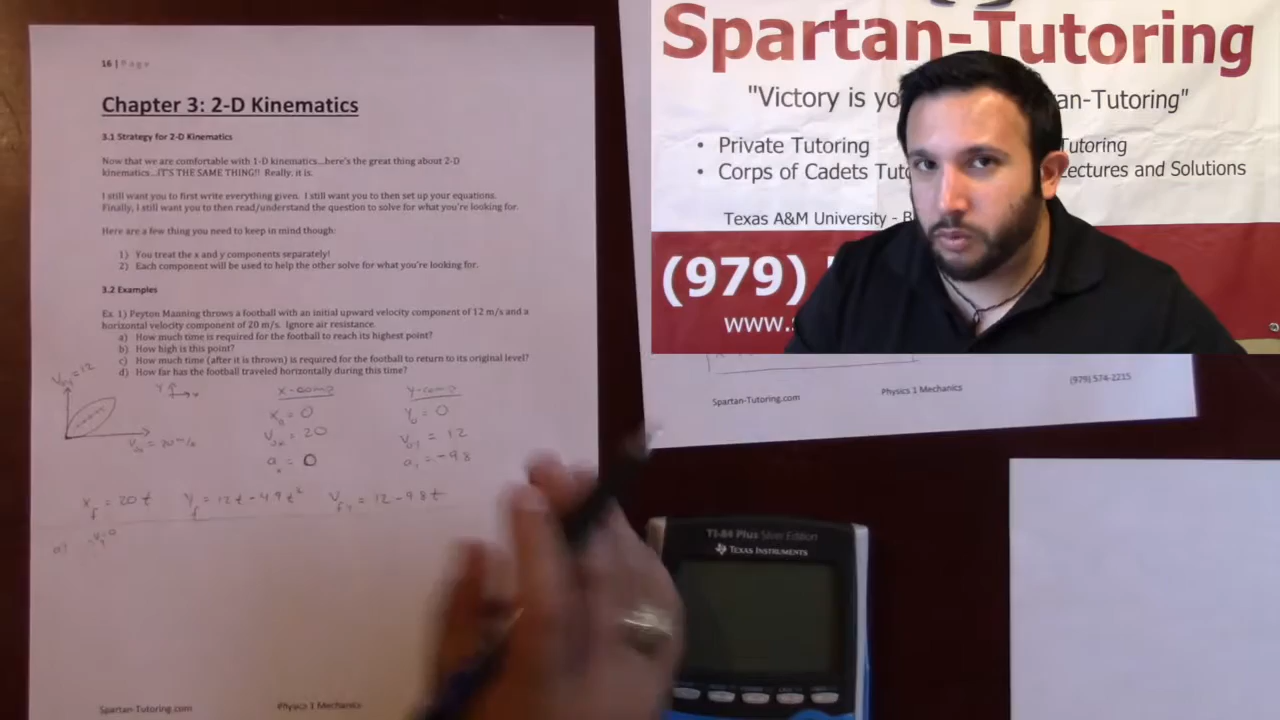 16 | Page
Chapter 3: 2-D Kinematics
3.1 Strategy for 2-D Kinematics
Now that we are comfortable with 1-D kinematics...here's the great thing about 2-D
kinematics...IT'S THE SAME THING!! Really, it is.
I still want you to first write everything given. I still want you to then set up your equations.
Finally, I still want you to then read/understand the question to solve for what you're looking for.
Here are a few thing you need to keep in mind though:
1) You treat the x and y components separately!
2) Each component will be used to help the other solve for what you're looking for.
3.2 Examples
Ex. 1) Peyton Manning throws a football with an initial upward velocity component of 12 m/s and a
horizontal velocity component of 20 m/s. Ignore air resistance.
a) How much time is required for the football to reach its highest point?
b) How high is this point?
c) How much time (after it is thrown) is required for the football to return to its original level?
d) How far has the football traveled horizontally during this time?
V0y = 12
Y
x
V0x = 20 m/s
x-comp
x0 = 0
V0x = 20
ax = 0
y-comp
y0 = 0
V0y = 12
ay = -9.8
xf = 20t yf = 12t - 4.9t² Vfy = 12 - 9.8t
a)
Spartan-Tutoring.com Physics 1 Mechanics
Spartan-Tutoring
"Victory is an-Tutoring"
• Private Tutoring Tutoring
• Corps of Cadets Lectures and Solutions
Texas A&M University -
(979)
www.
Spartan-Tutoring.com Physics 1 Mechanics (979) 574-2215
TI-84 Plus Silver Edition
TEXAS INSTRUMENTS